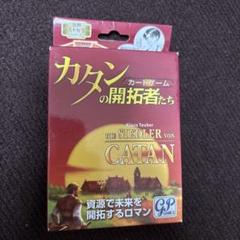 カタン
カードゲーム
の開拓者たち
Klaus Teuber
DIE SIEDLER VON
CATAN
資源で未来を
開拓するロマン
GP